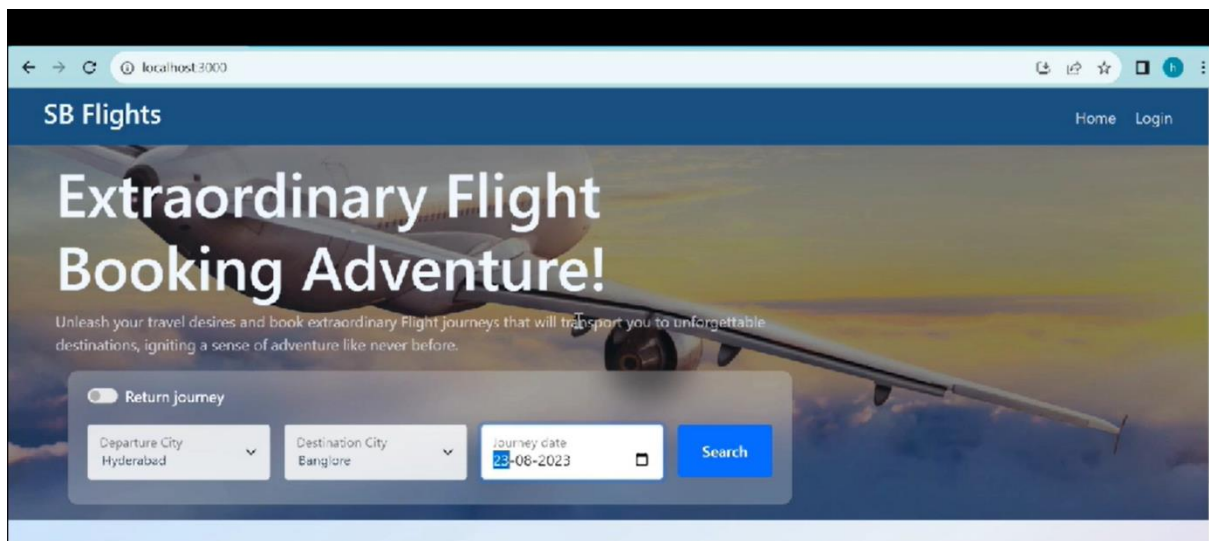 localhost:3000
h
SB Flights
Home Login
Extraordinary Flight
Booking Adventure!
Unleash your travel desires and book extraordinary Flight journeys that will transport you to unforgettable
destinations, igniting a sense of adventure like never before.
Return journey
Departure City
Hyderabad
Destination City
Banglore
Journey date
23-08-2023
Search